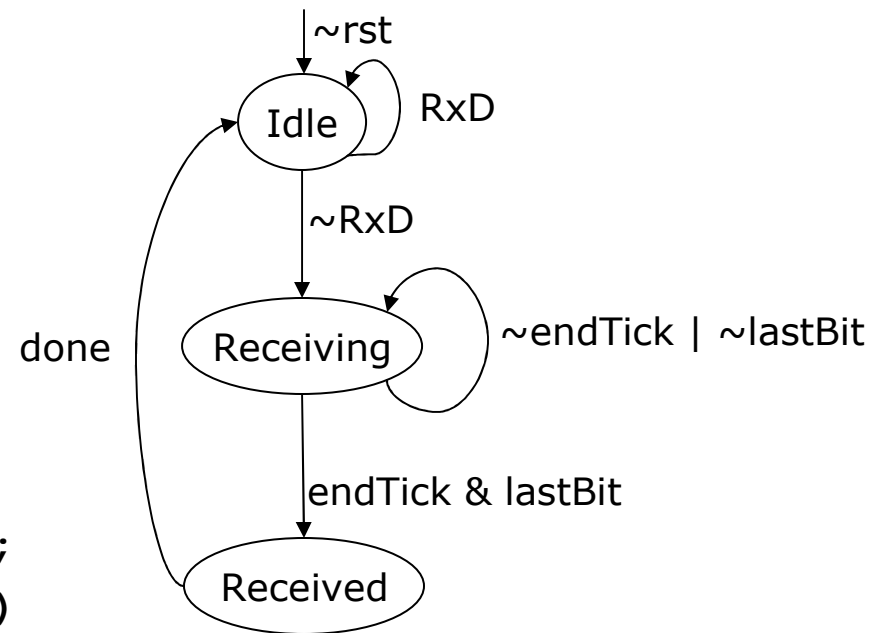 ~rst
Idle
RxD
~RxD
done
Receiving
~endTick | ~lastBit
endTick & lastBit
;
Received
)